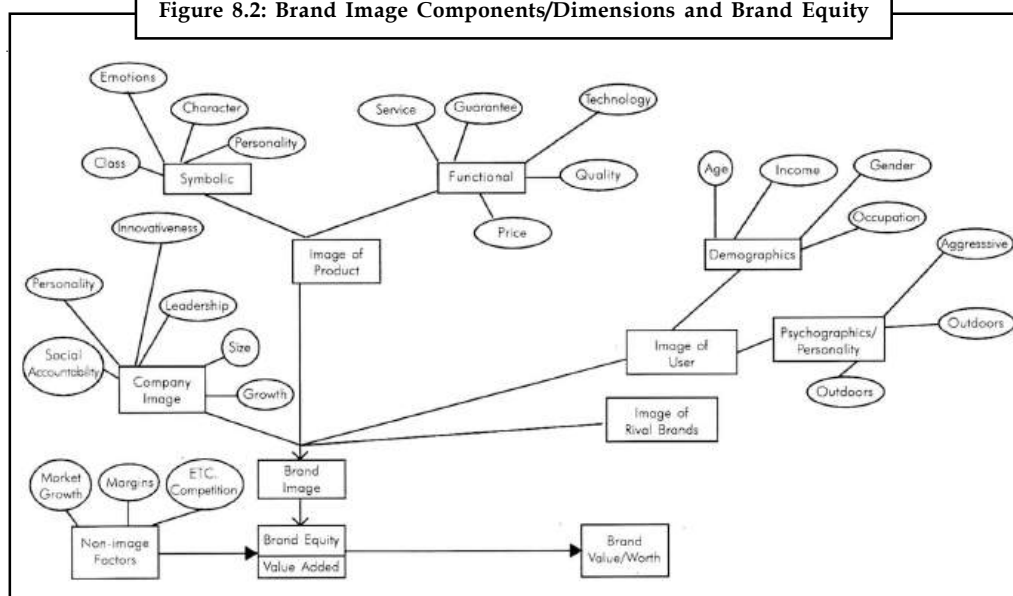 Figure 8.2: Brand Image Components/Dimensions and Brand Equity
Emotions
Character
Personality
Class
Symbolic
Service
Guarantee
Technology
Functional
Quality
Price
Age
Income
Gender
Occupation
Demographics
Aggresssive
Outdoors
Psychographics/
Personality
Outdoors
Innovativeness
Image of
Product
Personality
Leadership
Social
Accountability
Size
Company
Image
Growth
Image of
User
Image of
Rival Brands
Market
Growth
Margins
ETC.
Competition
Brand
Image
Non-image
Factors
Brand Equity
Value Added
Brand
Value/Worth